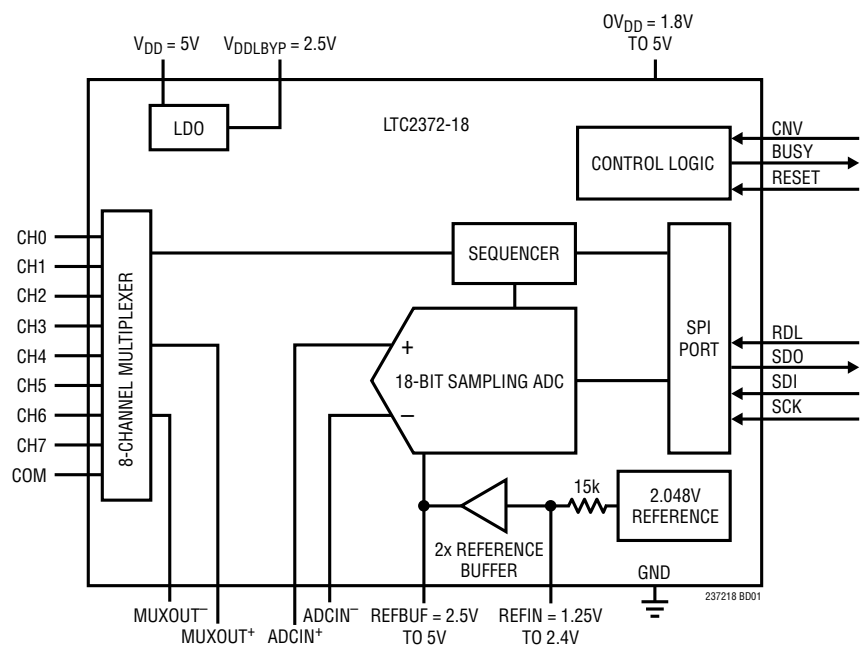 V_DD = 5V
V_DDLBYP = 2.5V
OV_DD = 1.8V
TO 5V
LDO
LTC2372-18
CONTROL LOGIC
CNV
BUSY
RESET
CH0
CH1
CH2
CH3
CH4
CH5
CH6
CH7
COM
8-CHANNEL MULTIPLEXER
SEQUENCER
+
18-BIT SAMPLING ADC
–
SPI
PORT
RDL
SDO
SDI
SCK
15k
2.048V
REFERENCE
2x REFERENCE
BUFFER
GND
237218 BD01
MUXOUT⁻
MUXOUT⁺
ADCIN⁺
ADCIN⁻
REFBUF = 2.5V
TO 5V
REFIN = 1.25V
TO 2.4V